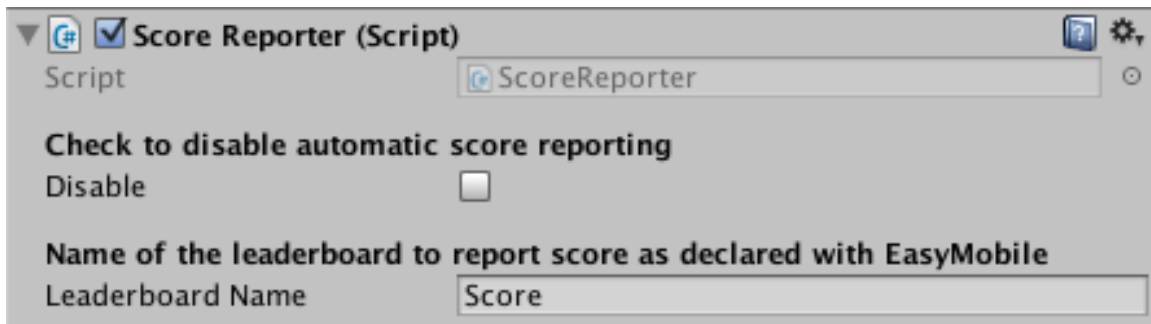 Score Reporter (Script)
Script ScoreReporter
Check to disable automatic score reporting
Disable
Name of the leaderboard to report score as declared with EasyMobile
Leaderboard Name Score